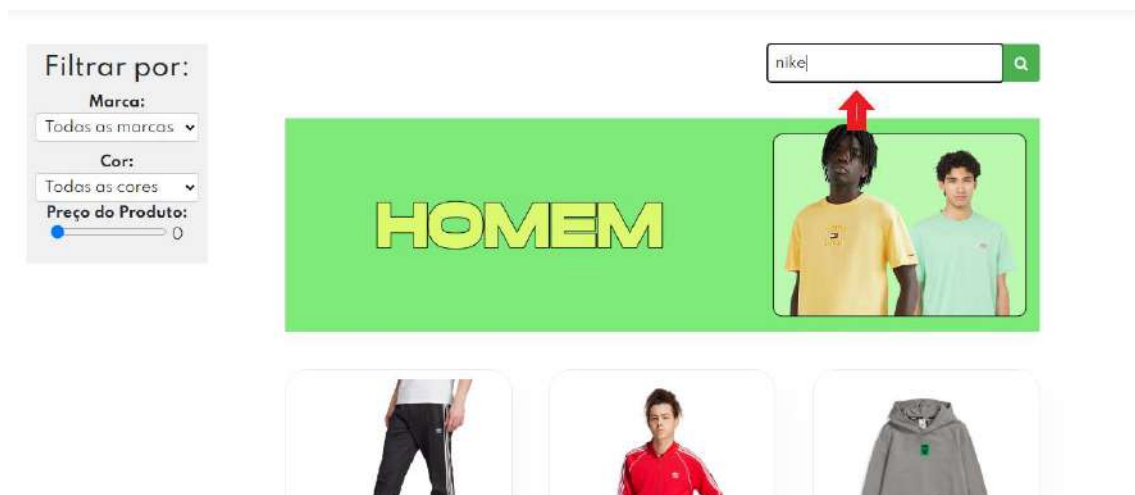 Filtrar por:
Marca:
Todas as marcas
Cor:
Todas as cores
Preço do Produto:
0
nike
HOMEM